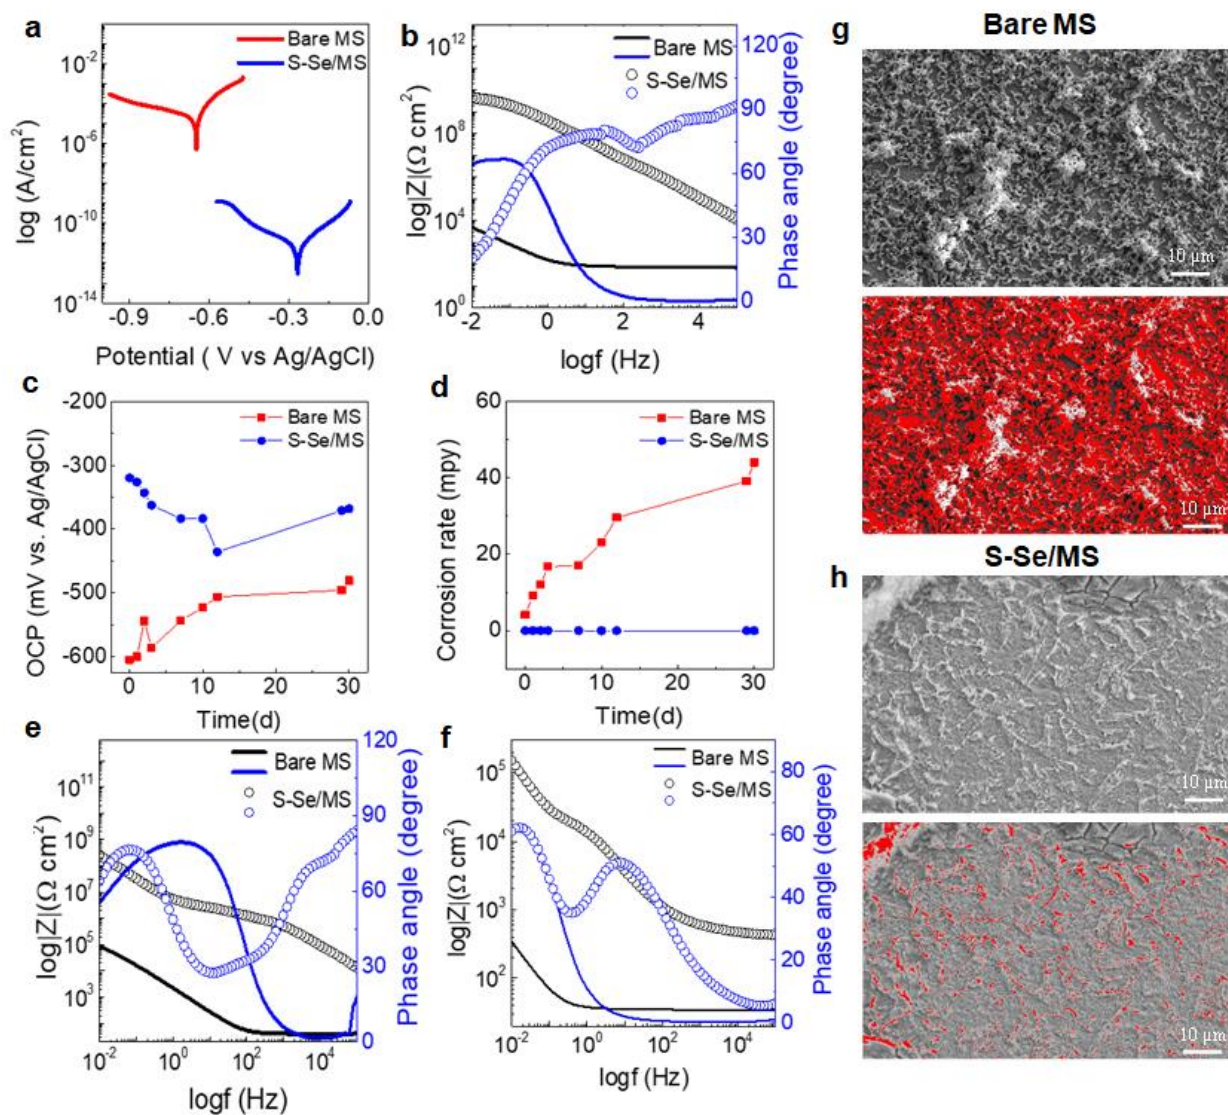 a
Bare MS
S-Se/MS
10⁻²
10⁻⁶
10⁻¹⁰
10⁻¹⁴
log (A/cm²)
-0.9
-0.6
-0.3
0.0
Potential ( V vs Ag/AgCl)
b
Bare MS
S-Se/MS
10¹²
10⁸
10⁴
10⁰
log|Z|(Ω cm²)
120
90
60
30
0
Phase angle (degree)
-2
0
2
4
logf (Hz)
c
Bare MS
S-Se/MS
-200
-300
-400
-500
-600
OCP (mV vs. Ag/AgCl)
0
10
20
30
Time(d)
d
Bare MS
S-Se/MS
60
40
20
0
Corrosion rate (mpy)
0
10
20
30
Time(d)
e
Bare MS
S-Se/MS
10¹¹
10⁹
10⁷
10⁵
10³
log|Z|(Ω cm²)
120
90
60
30
0
Phase angle (degree)
10⁻²
10⁰
10²
10⁴
logf (Hz)
f
Bare MS
S-Se/MS
10⁵
10⁴
10³
10²
log|Z|(Ω cm²)
80
60
40
20
0
Phase angle (degree)
10⁻²
10⁰
10²
10⁴
logf (Hz)
g
Bare MS
10 μm
10 μm
S-Se/MS
h
10 μm
10 μm